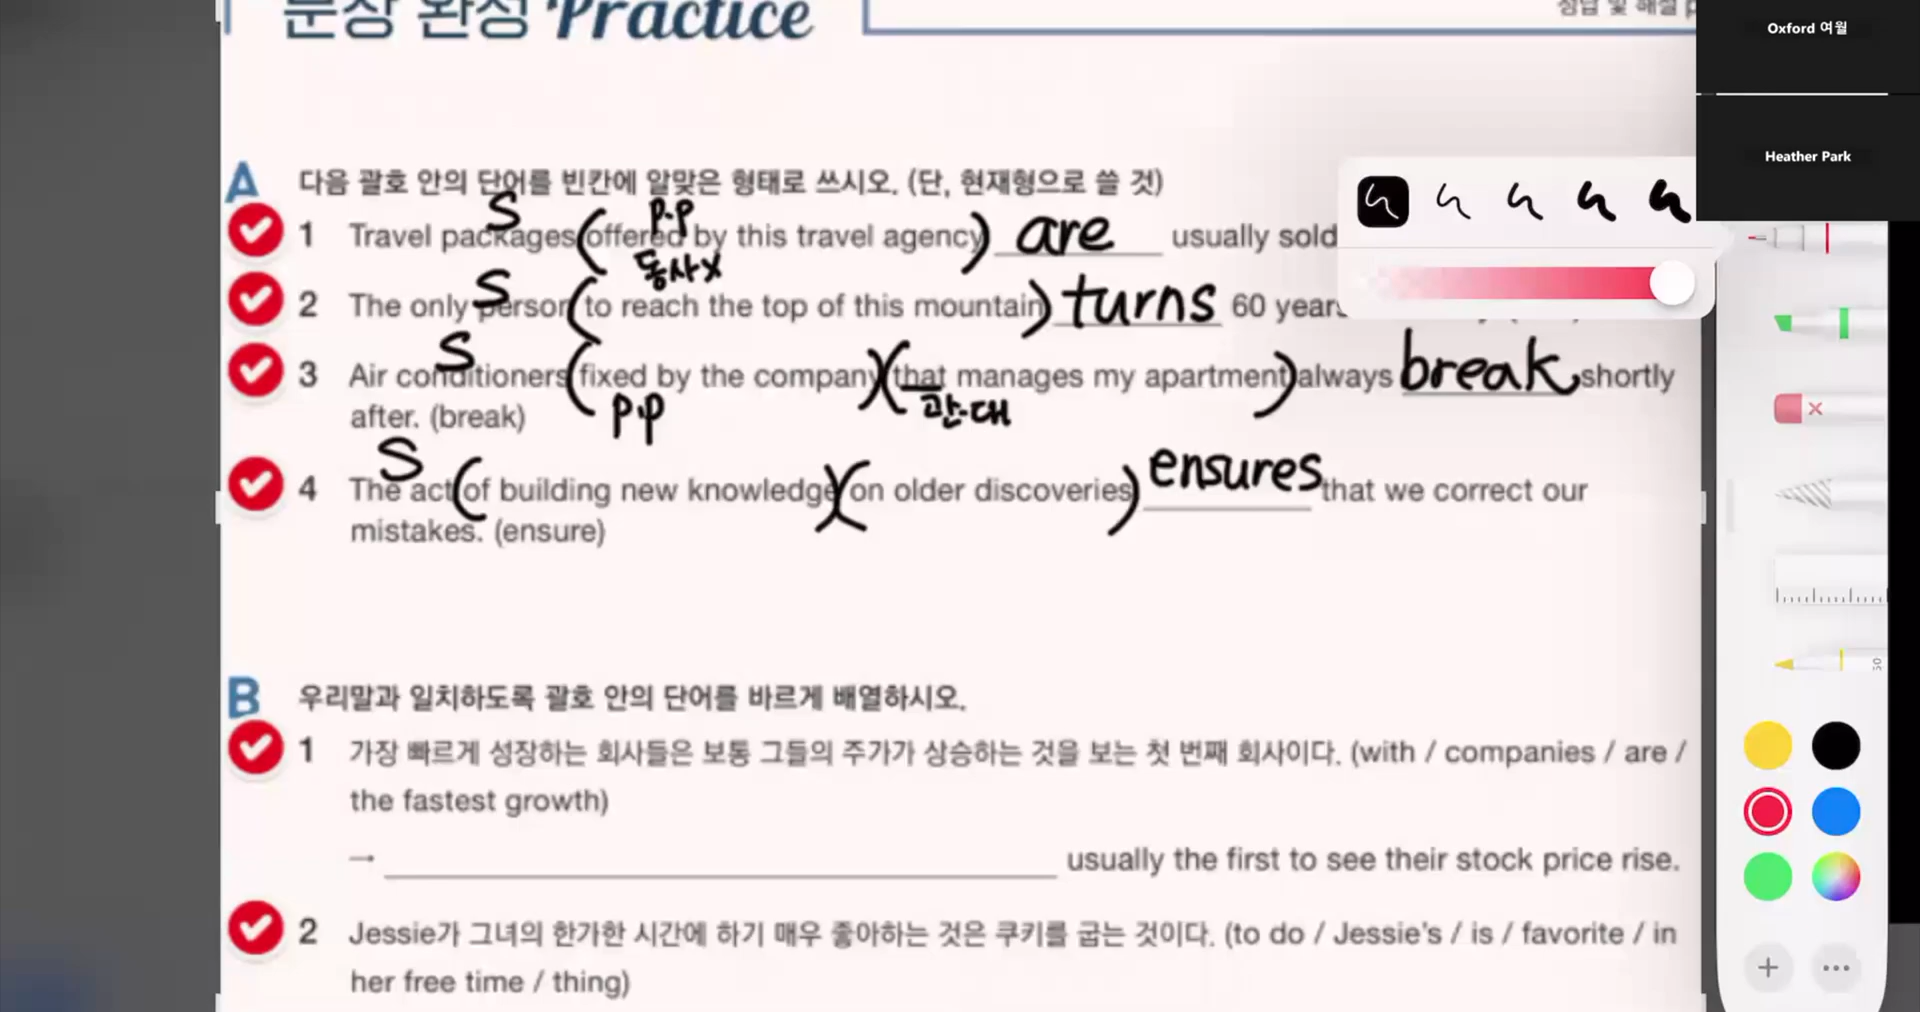 문장 완성 Practice
정답 및 해설 p
Oxford 여월
Heather Park
A 다음 괄호 안의 단어를 빈칸에 알맞은 형태로 쓰시오. (단, 현재형으로 쓸 것)
S p.p
1 Travel packages (offered by this travel agency) are usually sold
동사X
S
2 The only person (to reach the top of this mountain) turns 60 years
S
3 Air conditioners (fixed by the company)(that manages my apartment) always break shortly
p.p 관·대
after. (break)
S
4 The act (of building new knowledge)(on older discoveries) ensures that we correct our
mistakes. (ensure)
B 우리말과 일치하도록 괄호 안의 단어를 바르게 배열하시오.
1 가장 빠르게 성장하는 회사들은 보통 그들의 주가가 상승하는 것을 보는 첫 번째 회사이다. (with / companies / are /
the fastest growth)
→ usually the first to see their stock price rise.
2 Jessie가 그녀의 한가한 시간에 하기 매우 좋아하는 것은 쿠키를 굽는 것이다. (to do / Jessie's / is / favorite / in
her free time / thing)
50